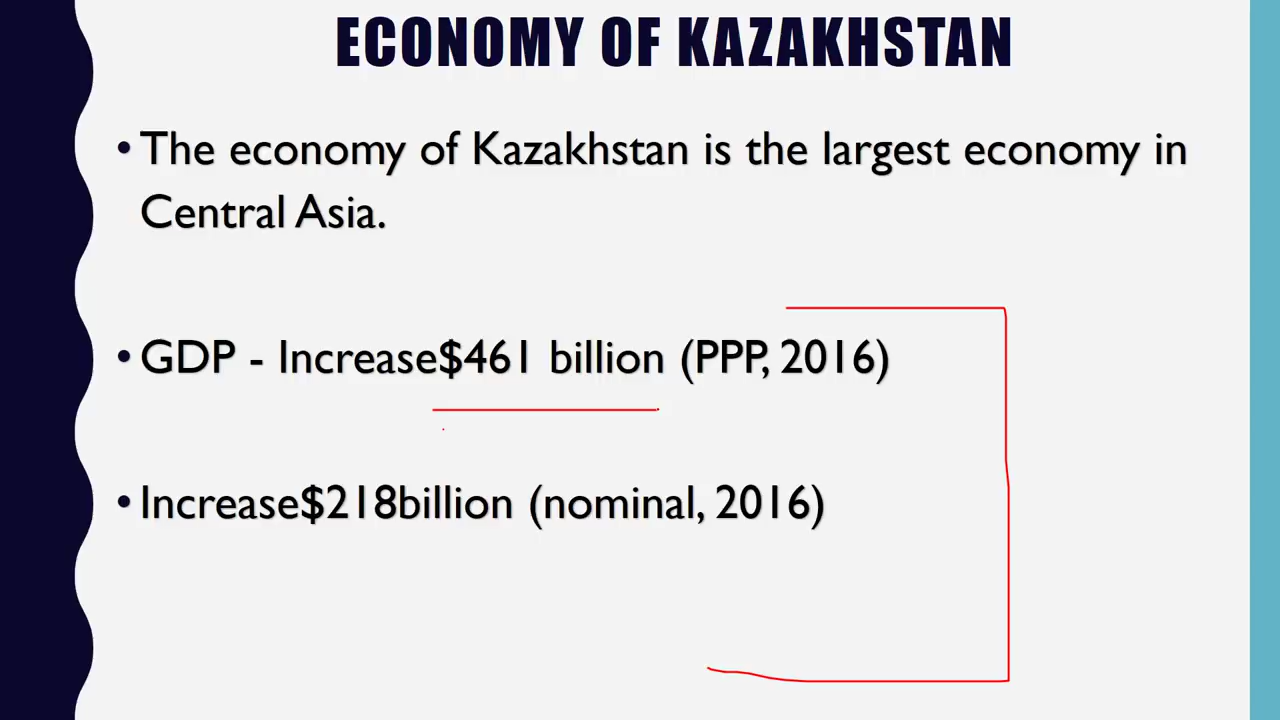 ECONOMY OF KAZAKHSTAN
• The economy of Kazakhstan is the largest economy in
Central Asia.
• GDP - Increase$461 billion (PPP, 2016)
• Increase$218billion (nominal, 2016)